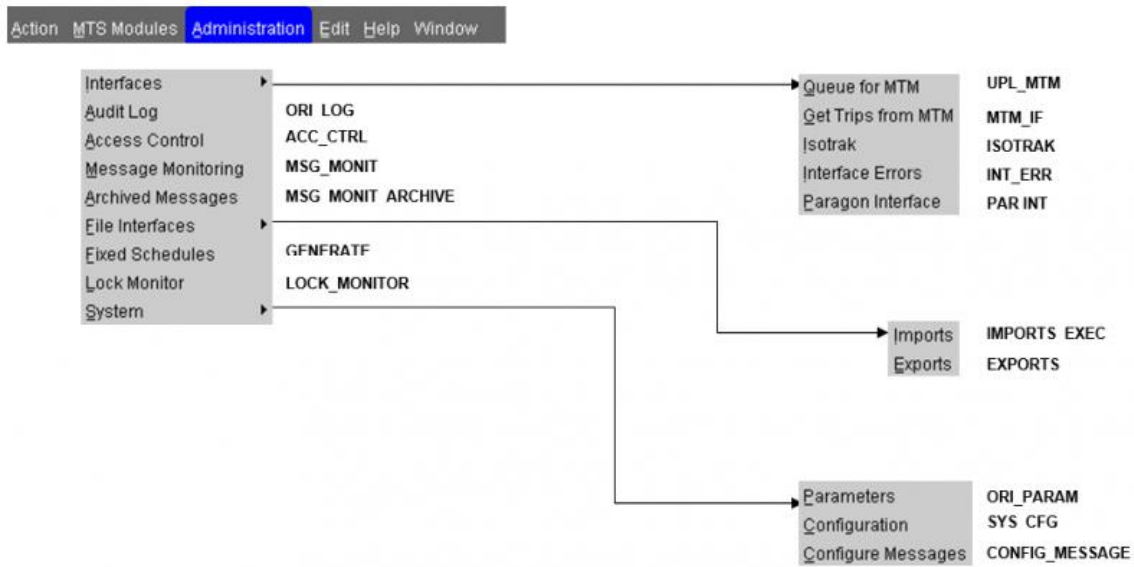 Action MTS Modules Administration Edit Help Window
Interfaces
Queue for MTM UPL_MTM
Audit Log ORI LOG
Get Trips from MTM MTM_IF
Access Control ACC_CTRL
Isotrak ISOTRAK
Message Monitoring MSG_MONIT
Interface Errors INT_ERR
Archived Messages MSG MONIT ARCHIVE
Paragon Interface PAR INT
File Interfaces
Fixed Schedules GENERATE
Lock Monitor LOCK_MONITOR
System
Imports IMPORTS EXEC
Exports EXPORTS
Parameters ORI_PARAM
Configuration SYS CFG
Configure Messages CONFIG_MESSAGE